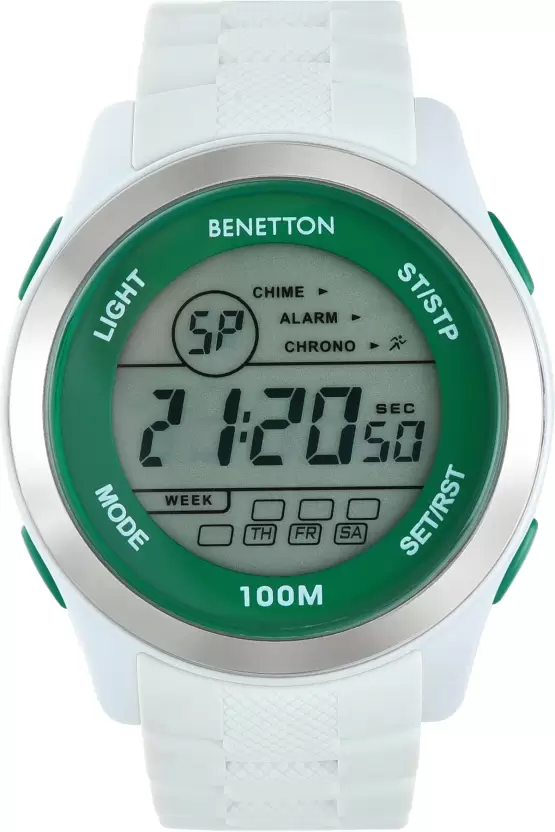 BENETTON
LIGHT
ST/STP
CHIME
ALARM
CHRONO
SP
21:20 SEC 50
WEEK
TH FR SA
MODE
SET/RST
100M